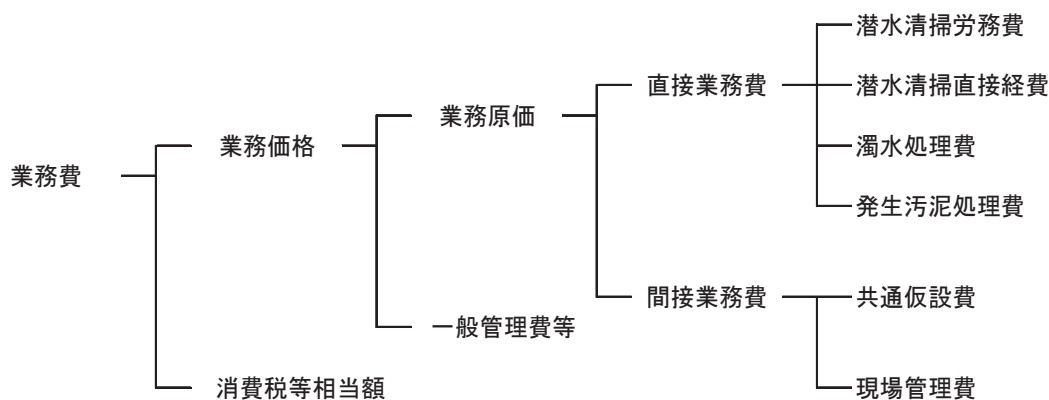 潜水清掃労務費
直接業務費
潜水清掃直接経費
業務原価
業務価格
濁水処理費
業務費
発生汚泥処理費
間接業務費
共通仮設費
一般管理費等
消費税等相当額
現場管理費